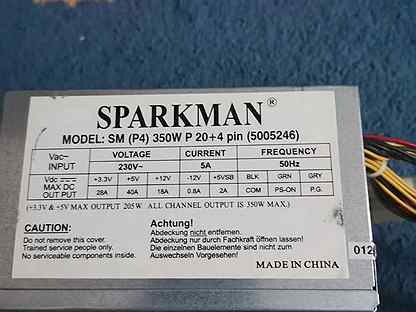 SPARKMAN®
MODEL: SM (P4) 350W P 20+4 pin (5005246)
Vac~ INPUT VOLTAGE CURRENT FREQUENCY
230V~ 5A 50Hz
Vdc +3.3V +5V +12V -12V +5VSB BLK GRN GRY
MAX DC OUT PUT 28A 40A 18A 0.8A 2A COM PS-ON P.G.
(+3.3V & +5V MAX OUTPUT 205W ALL CHANNEL OUTPUT IS 350W MAX.)
CAUTION:
Do not remove this cover.
Trained service people only.
No serviceable components inside.
Achtung!
Abdeckung nicht entfernen.
Abdeckung nur durch Fachkraft öffnen lassen!
Die einzelnen Bauelemente sind nicht zum
Auswechseln vorgesehen!
MADE IN CHINA
012